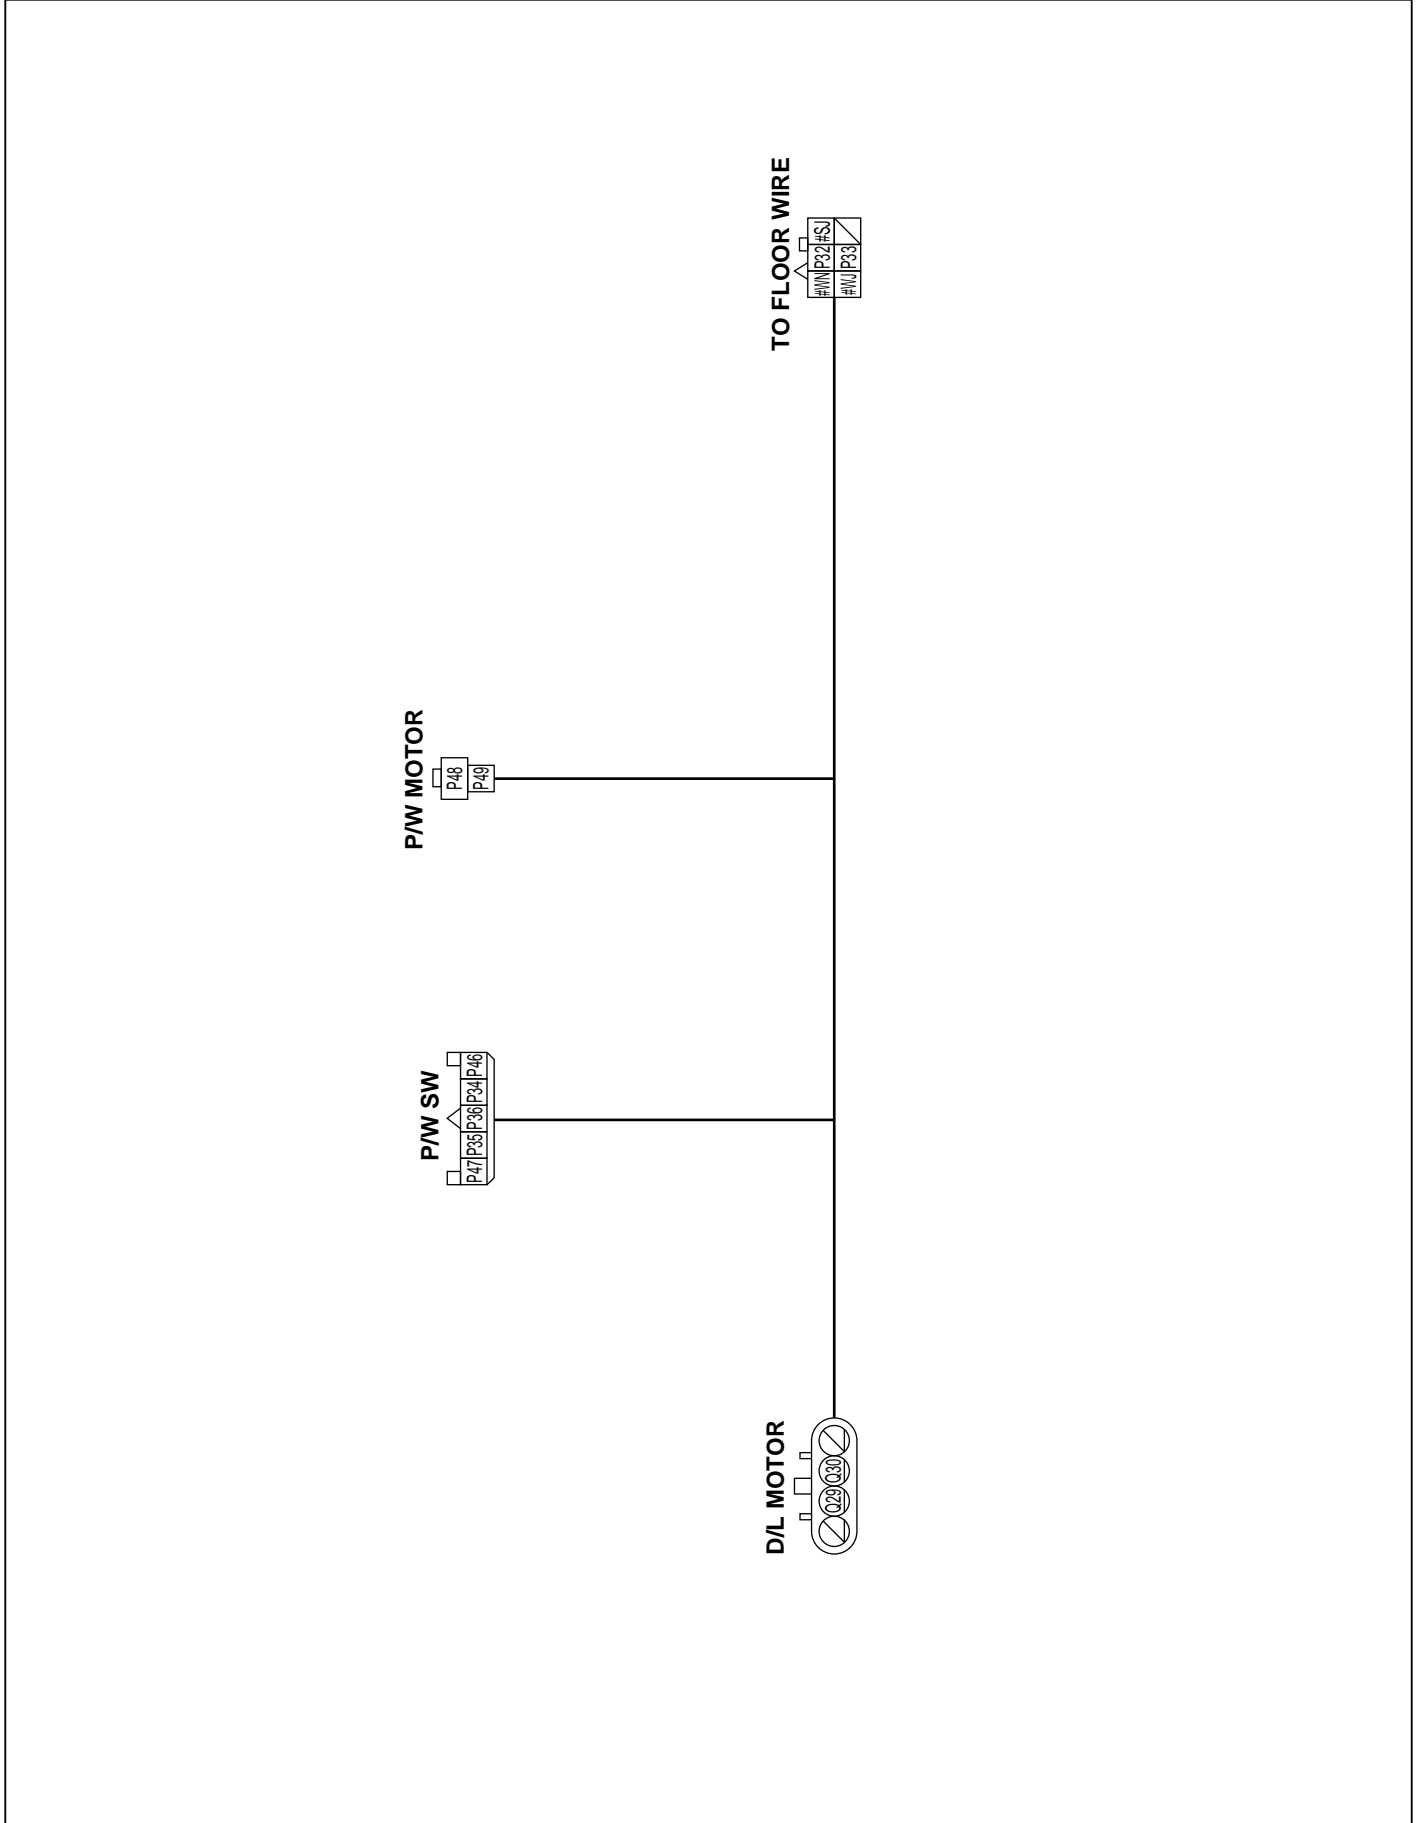 P/W MOTOR
P48
P49
P/W SW
P47 P35 P36 P34 P46
TO FLOOR WIRE
#WN P32 #SJ
#WJ P33
D/L MOTOR
Q29 Q30